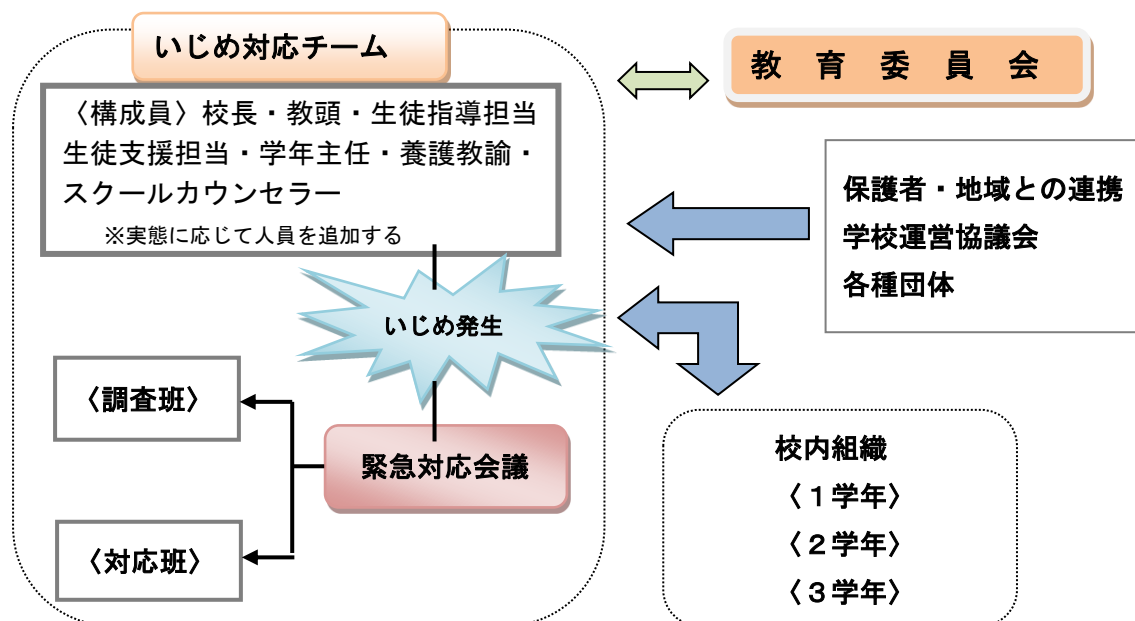 いじめ対応チーム
〈構成員〉校長・教頭・生徒指導担当
生徒支援担当・学年主任・養護教諭・
スクールカウンセラー
※実態に応じて人員を追加する
いじめ発生
〈調査班〉
緊急対応会議
〈対応班〉
教育委員会
保護者・地域との連携
学校運営協議会
各種団体
校内組織
〈１学年〉
〈２学年〉
〈３学年〉